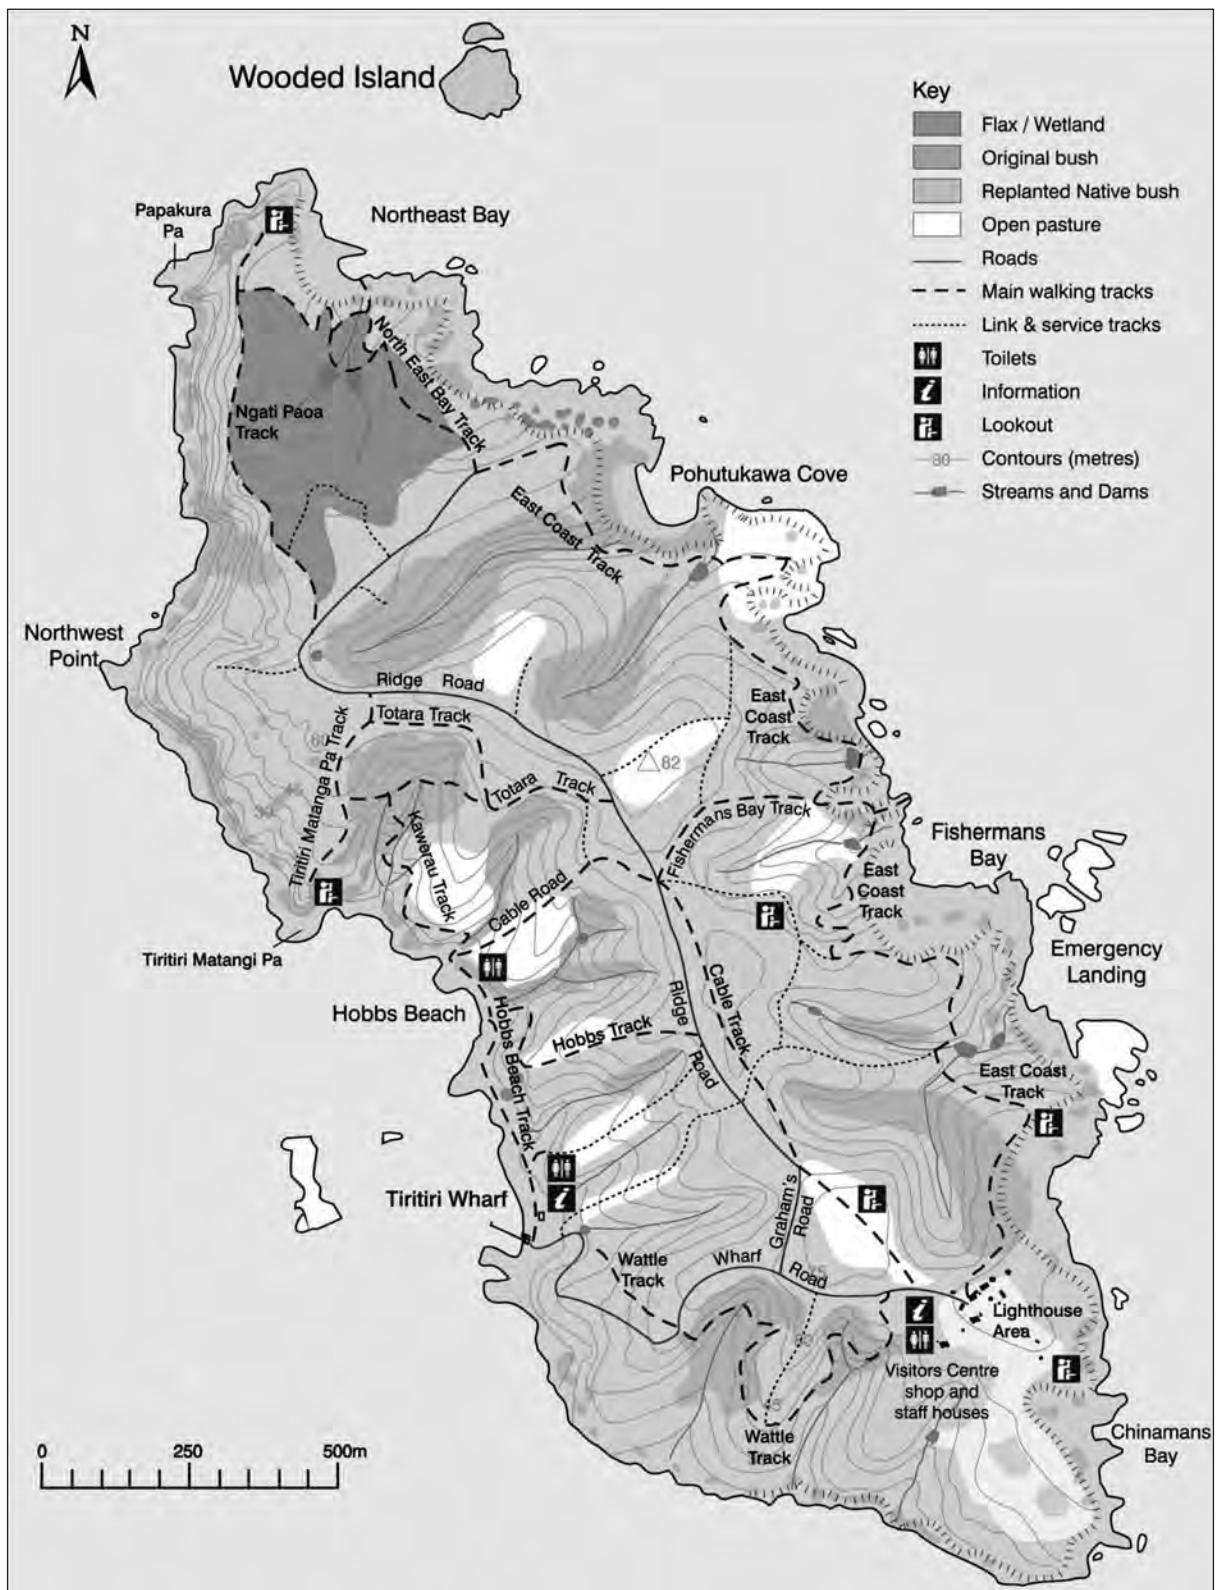 N
Wooded Island
Key
Flax / Wetland
Original bush
Replanted Native bush
Open pasture
Roads
Main walking tracks
Link & service tracks
Toilets
Information
Lookout
80
Contours (metres)
Streams and Dams
Papakura
Pa
Northeast Bay
North East Bay Track
Ngati Paoa
Track
Pohutukawa Cove
East Coast Track
Northwest
Point
Ridge Road
Totara Track
East
Coast
Track
60
Tiritiri Matanga Pa Track
82
Totara Track
Fishermans Bay Track
Kawerau Track
Fishermans
Bay
East
Coast
Track
Cable Road
Tiritiri Matangi Pa
Emergency
Landing
Hobbs Beach
Cable Track
Ridge Road
Hobbs Track
Hobbs Beach Track
East Coast
Track
Tiritiri Wharf
Graham's
Road
Wattle
Track
Wharf Road
Lighthouse
Area
Visitors Centre
shop and
staff houses
Wattle
Track
Chinamans
Bay
0 250 500m